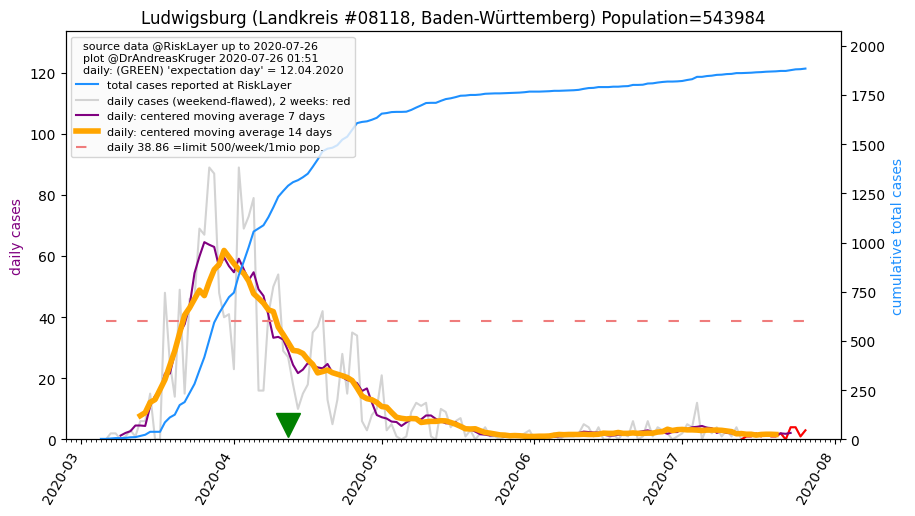 Ludwigsburg (Landkreis #08118, Baden-Württemberg) Population=543984
source data @RiskLayer up to 2020-07-26
plot @DrAndreasKruger 2020-07-26 01:51
daily: (GREEN) 'expectation day' = 12.04.2020
total cases reported at RiskLayer
daily cases (weekend-flawed), 2 weeks: red
daily: centered moving average 7 days
daily: centered moving average 14 days
daily 38.86 =limit 500/week/1mio pop.
daily cases
120
100
80
60
40
20
0
cumulative total cases
2000
1750
1500
1250
1000
750
500
250
0
2020-03
2020-04
2020-05
2020-06
2020-07
2020-08